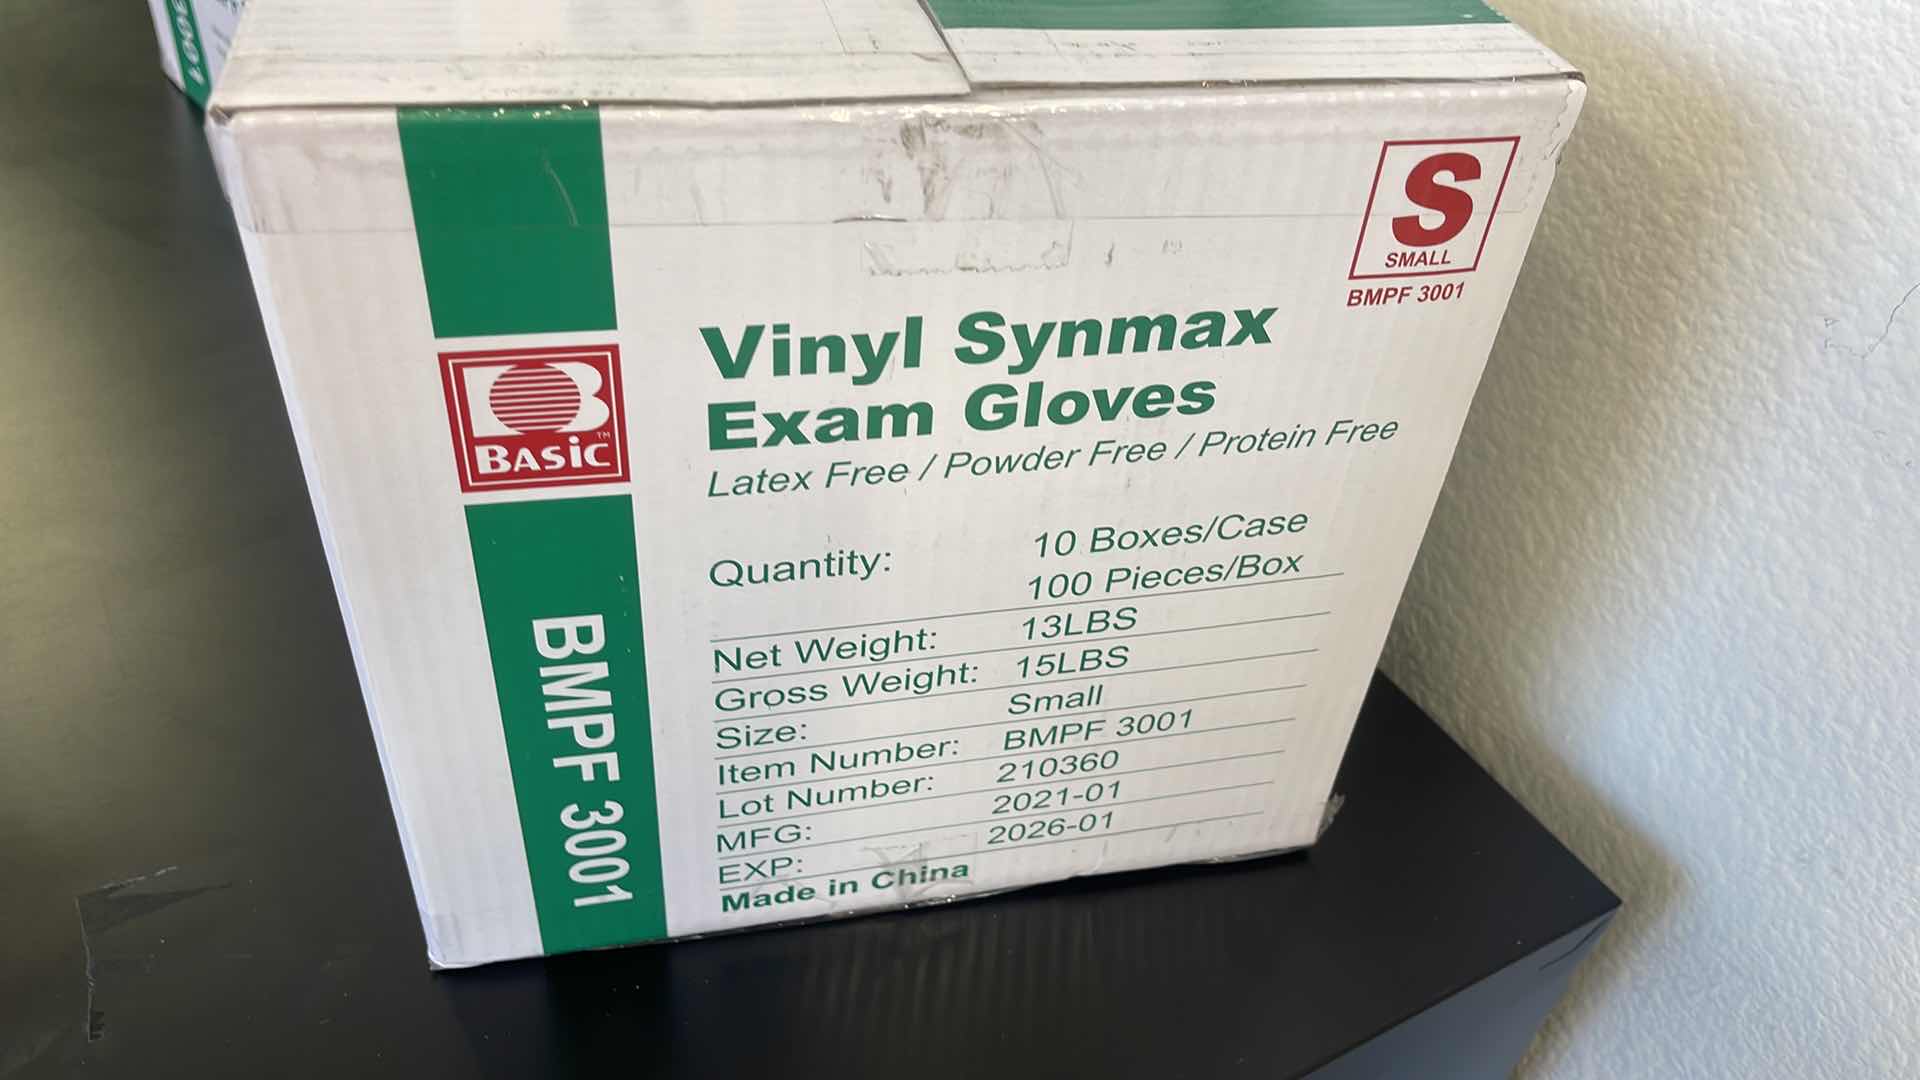 S
SMALL
BMPF 3001
Vinyl Synmax
Exam Gloves
Latex Free / Powder Free / Protein Free
B
BASIC™
BMPF 3001
Quantity: 10 Boxes/Case
100 Pieces/Box
Net Weight: 13LBS
Gross Weight: 15LBS
Size: Small
Item Number: BMPF 3001
Lot Number: 210360
MFG: 2021-01
EXP: 2026-01
Made in China